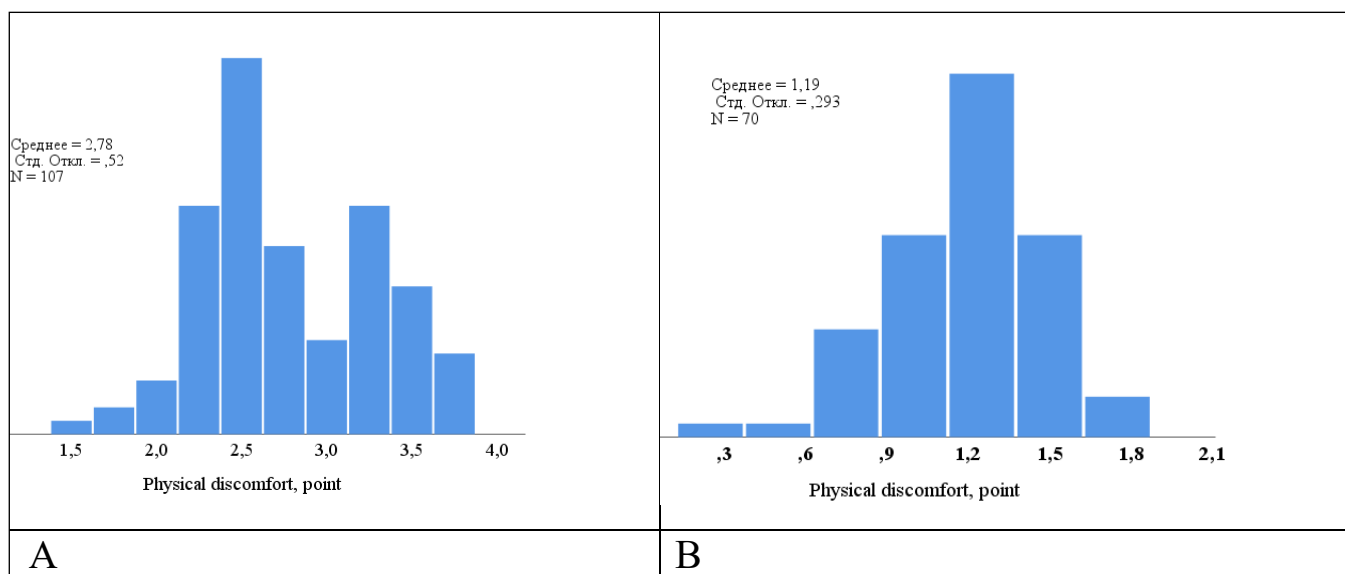 Среднее = 2,78
Стд. Откл. = ,52
N = 107
1,5 2,0 2,5 3,0 3,5 4,0
Physical discomfort, point
A
Среднее = 1,19
Стд. Откл. = ,293
N = 70
,3 ,6 ,9 1,2 1,5 1,8 2,1
Physical discomfort, point
B